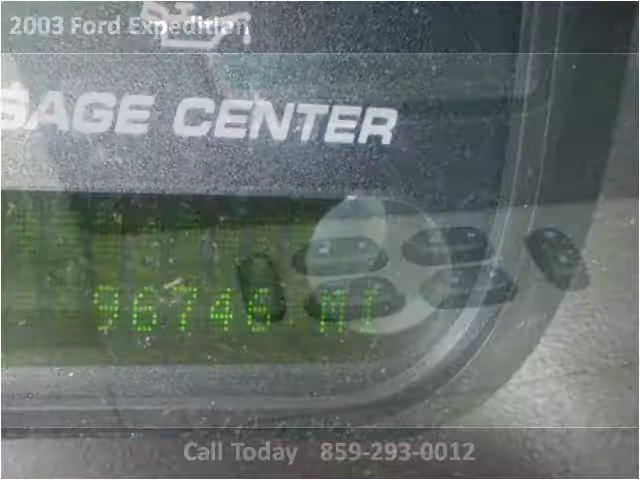 2003 Ford Expedition
SAGE CENTER
96746 MI
Call Today 859-293-0012